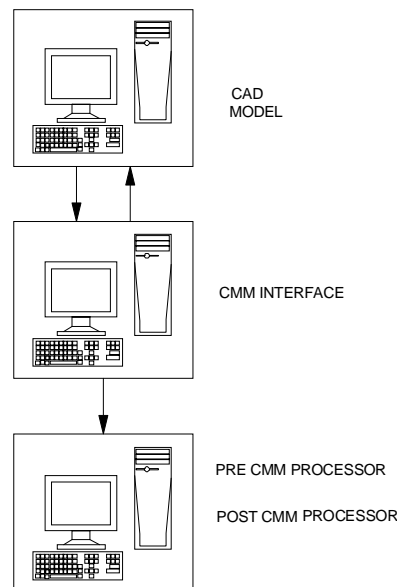 CAD
MODEL
CMM INTERFACE
PRE CMM PROCESSOR
POST CMM PROCESSOR